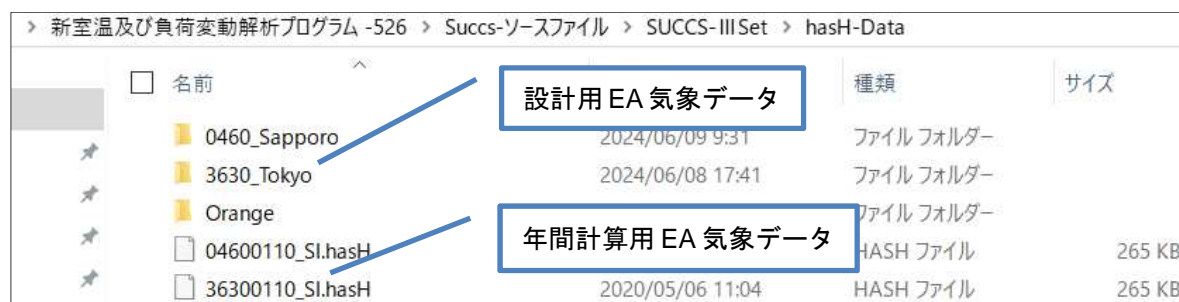 > 新室温及び負荷変動解析プログラム -526 > Succs-ソースファイル > SUCCS-ⅢSet > hasH-Data
名前 種類 サイズ
設計用EA気象データ
0460_Sapporo 2024/06/09 9:31 ファイル フォルダー
3630_Tokyo 2024/06/08 17:41 ファイル フォルダー
Orange ファイル フォルダー
年間計算用EA気象データ
04600110_SI.hasH HASH ファイル 265 KB
36300110_SI.hasH 2020/05/06 11:04 HASH ファイル 265 KB